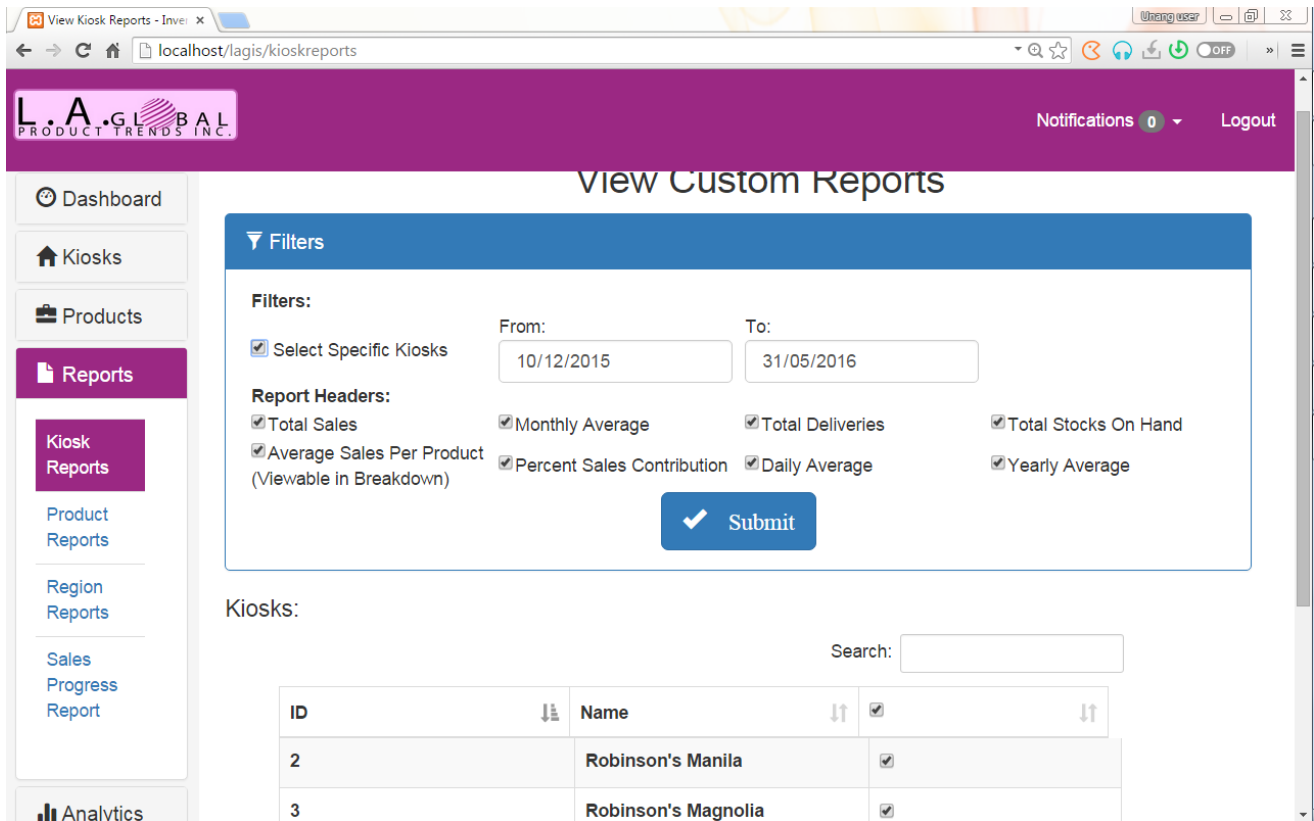 View Kiosk Reports - Inve
Unang user
localhost/lagis/kioskreports
OFF
»
L.A.GLOBAL
PRODUCT TRENDS INC.
Notifications 0
Logout
View Custom Reports
Dashboard
Kiosks
Products
Reports
Kiosk
Reports
Product
Reports
Region
Reports
Sales
Progress
Report
Analytics
Filters
Filters:
Select Specific Kiosks
From:
10/12/2015
To:
31/05/2016
Report Headers:
Total Sales
Monthly Average
Total Deliveries
Total Stocks On Hand
Average Sales Per Product
(Viewable in Breakdown)
Percent Sales Contribution
Daily Average
Yearly Average
Submit
Kiosks:
Search:
ID Name
2 Robinson's Manila
3 Robinson's Magnolia